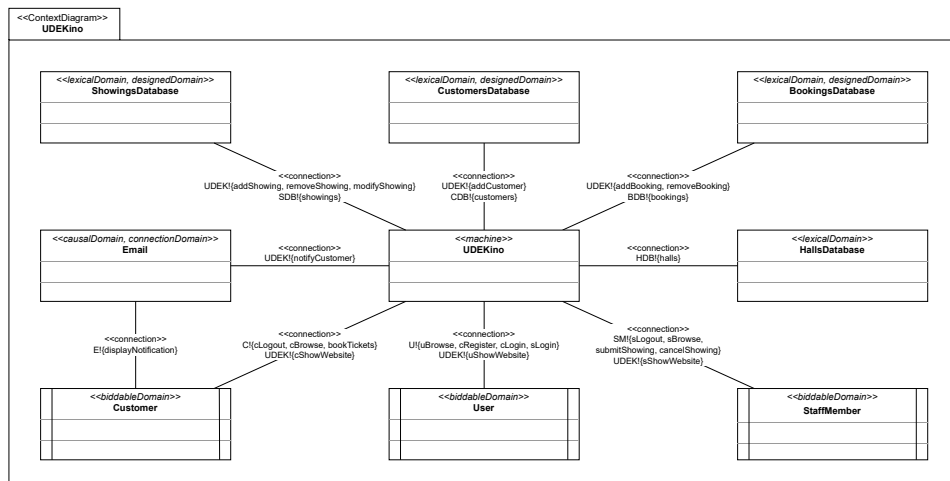 <<ContextDiagram>>
UDEKino
<<lexicalDomain, designedDomain>>
ShowingsDatabase
<<lexicalDomain, designedDomain>>
CustomersDatabase
<<lexicalDomain, designedDomain>>
BookingsDatabase
<<connection>>
UDEK!{addShowing, removeShowing, modifyShowing}
SDB!{showings}
<<connection>>
UDEK!{addCustomer}
CDB!{customers}
<<connection>>
UDEK!{addBooking, removeBooking}
BDB!{bookings}
<<causalDomain, connectionDomain>>
Email
<<connection>>
UDEK!{notifyCustomer}
<<machine>>
UDEKino
<<connection>>
HDB!{halls}
<<lexicalDomain>>
HallsDatabase
<<connection>>
E!{displayNotification}
<<connection>>
C!{cLogout, cBrowse, bookTickets}
UDEK!{cShowWebsite}
<<connection>>
U!{uBrowse, cRegister, cLogin, sLogin}
UDEK!{uShowWebsite}
<<connection>>
SM!{sLogout, sBrowse,
submitShowing, cancelShowing}
UDEK!{sShowWebsite}
<<biddableDomain>>
Customer
<<biddableDomain>>
User
<<biddableDomain>>
StaffMember